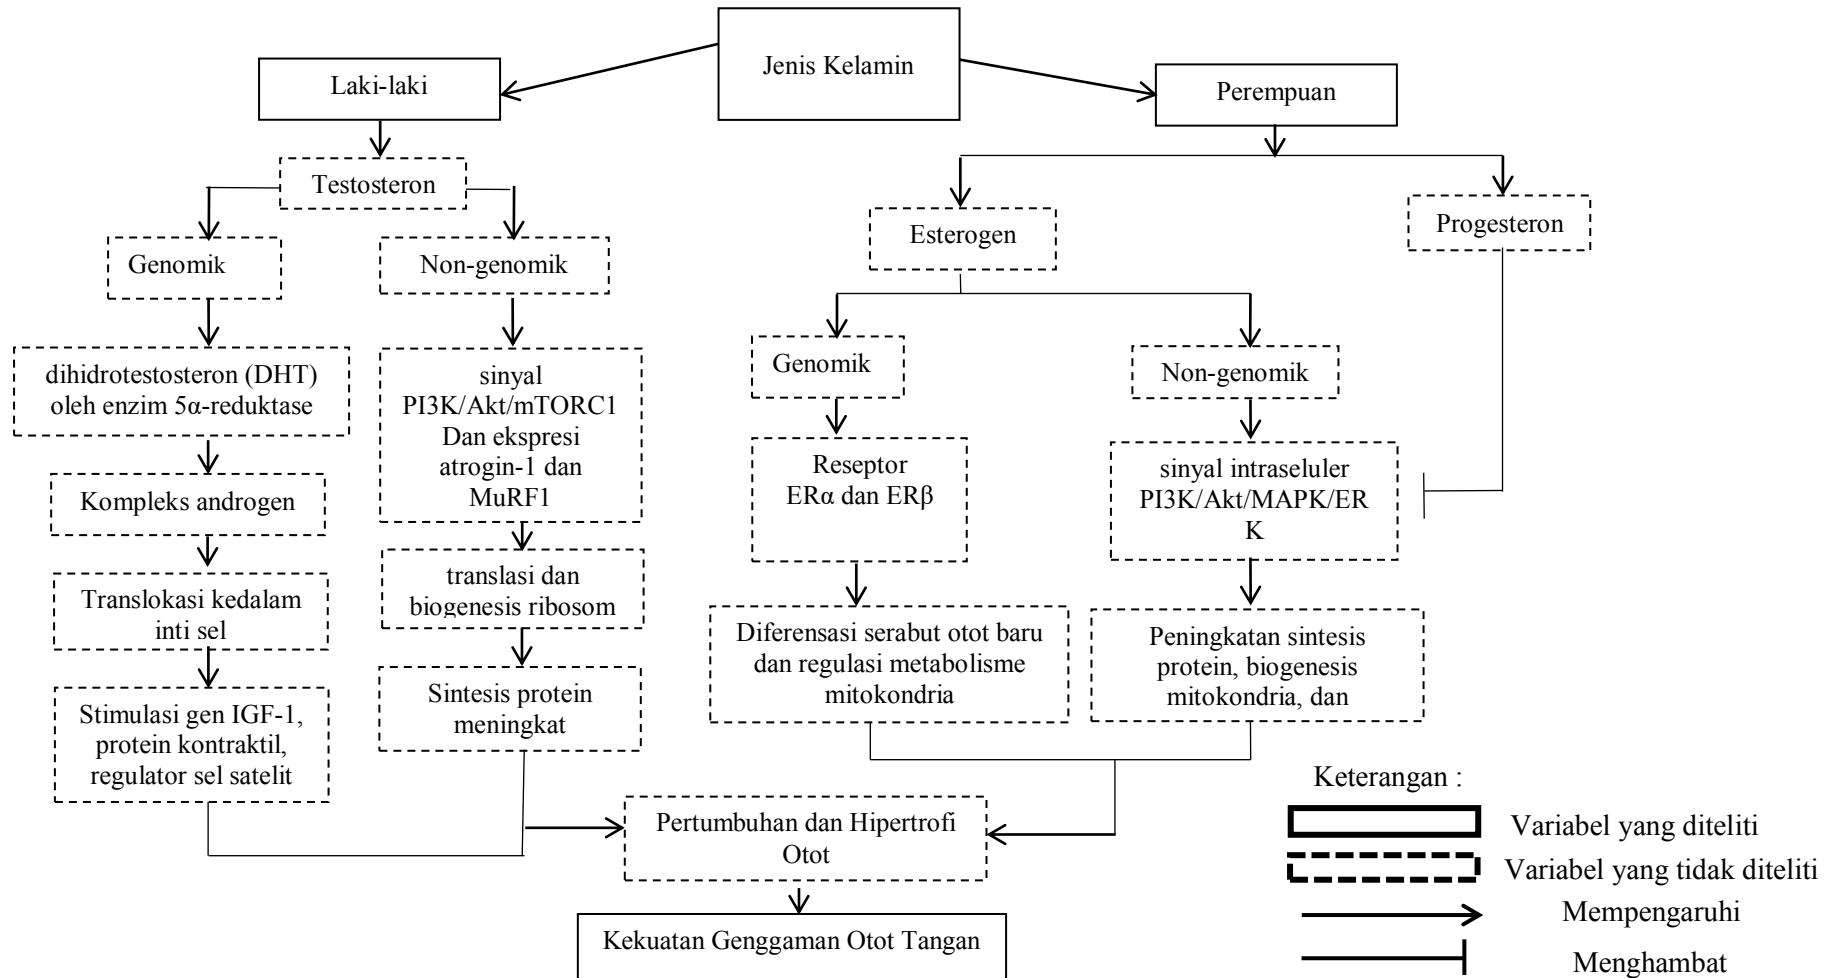 Jenis Kelamin
Laki-laki
Perempuan
Testosteron
Esterogen
Progesteron
Genomik
Non-genomik
Genomik
Non-genomik
dihidrotestosteron (DHT)
oleh enzim 5α-reduktase
sinyal
PI3K/Akt/mTORC1
Dan ekspresi
atrogin-1 dan
MuRF1
Reseptor
ERα dan ERβ
sinyal intraseluler
PI3K/Akt/MAPK/ER
K
Kompleks androgen
translasi dan
biogenesis ribosom
Translokasi kedalam
inti sel
Diferensasi serabut otot baru
dan regulasi metabolisme
mitokondria
Peningkatan sintesis
protein, biogenesis
mitokondria, dan
Stimulasi gen IGF-1,
protein kontraktil,
regulator sel satelit
Sintesis protein
meningkat
Pertumbuhan dan Hipertrofi
Otot
Kekuatan Genggaman Otot Tangan
Keterangan :
Variabel yang diteliti
Variabel yang tidak diteliti
Mempengaruhi
Menghambat